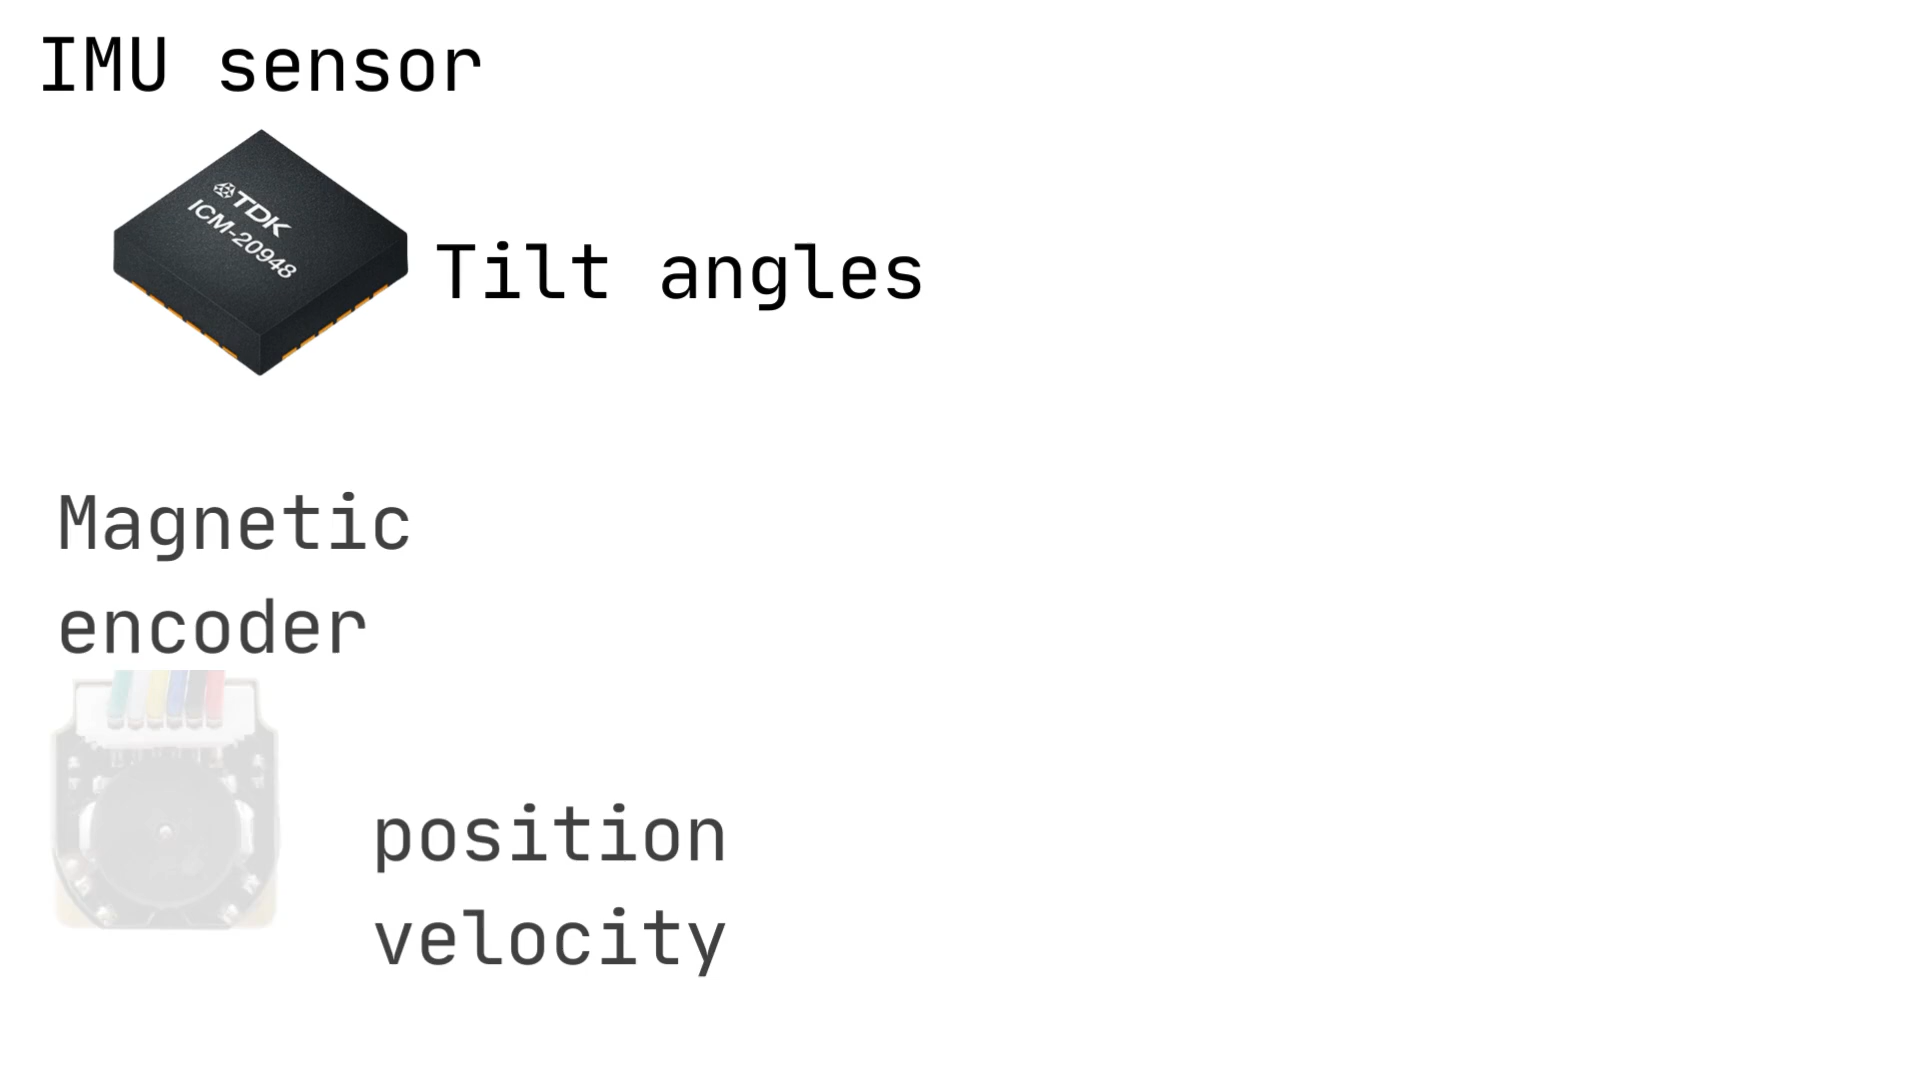 IMU sensor
TDK
ICM-20948
Tilt angles
Magnetic
encoder
position
velocity